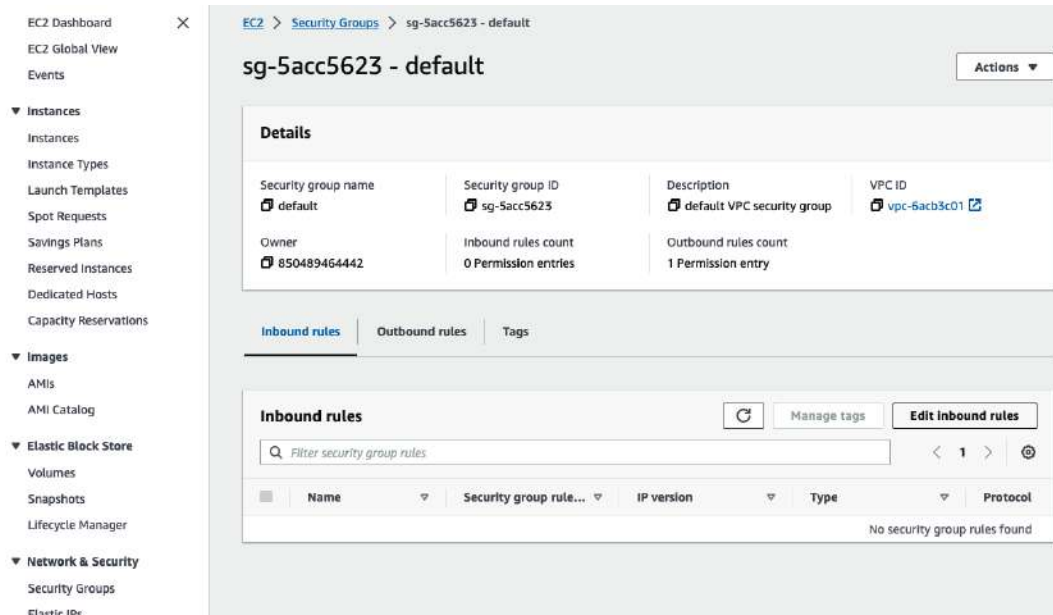 EC2 Dashboard
EC2 Global View
Events
Instances
Instances
Instance Types
Launch Templates
Spot Requests
Savings Plans
Reserved Instances
Dedicated Hosts
Capacity Reservations
Images
AMIs
AMI Catalog
Elastic Block Store
Volumes
Snapshots
Lifecycle Manager
Network & Security
Security Groups
Elastic IPs
EC2 > Security Groups > sg-5acc5623 - default
sg-5acc5623 - default
Actions
Details
Security group name
default
Security group ID
sg-5acc5623
Description
default VPC security group
VPC ID
vpc-6acb3c01
Owner
850489464442
Inbound rules count
0 Permission entries
Outbound rules count
1 Permission entry
Inbound rules Outbound rules Tags
Inbound rules
Manage tags Edit inbound rules
Filter security group rules
< 1 >
Name Security group rule... IP version Type Protocol
No security group rules found